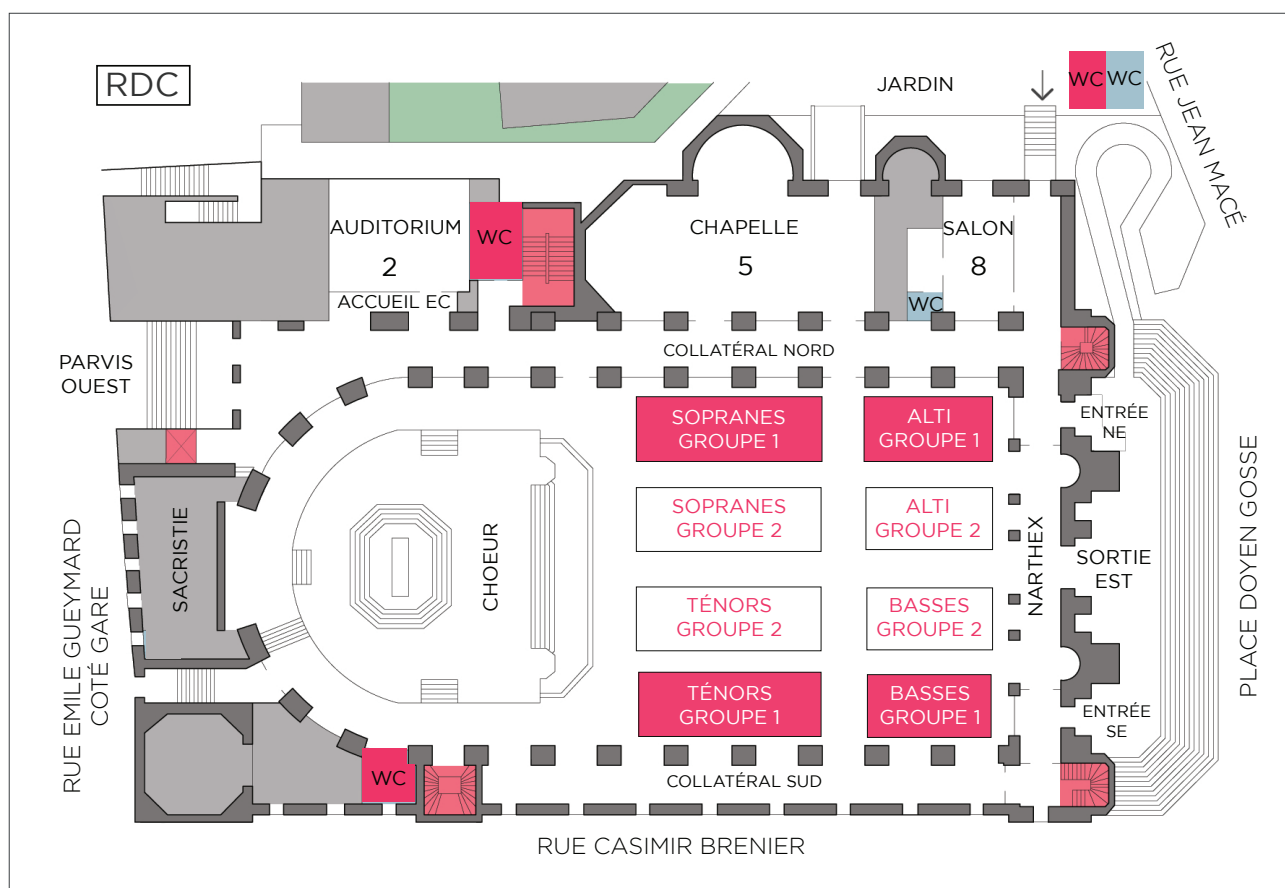 RDC
JARDIN
WC
WC
RUE JEAN MACÉ
AUDITORIUM
2
ACCUEIL EC
WC
CHAPELLE
5
SALON
8
WC
PARVIS
OUEST
COLLATÉRAL NORD
SOPRANES
GROUPE 1
ALTI
GROUPE 1
ENTRÉE
NE
SOPRANES
GROUPE 2
ALTI
GROUPE 2
SACRISTIE
CHOEUR
NARTHEX
SORTIE
EST
PLACE DOYEN GOSSE
RUE EMILE GUEYMARD
COTÉ GARE
TÉNORS
GROUPE 2
BASSES
GROUPE 2
TÉNORS
GROUPE 1
BASSES
GROUPE 1
ENTRÉE
SE
WC
COLLATÉRAL SUD
RUE CASIMIR BRENIER